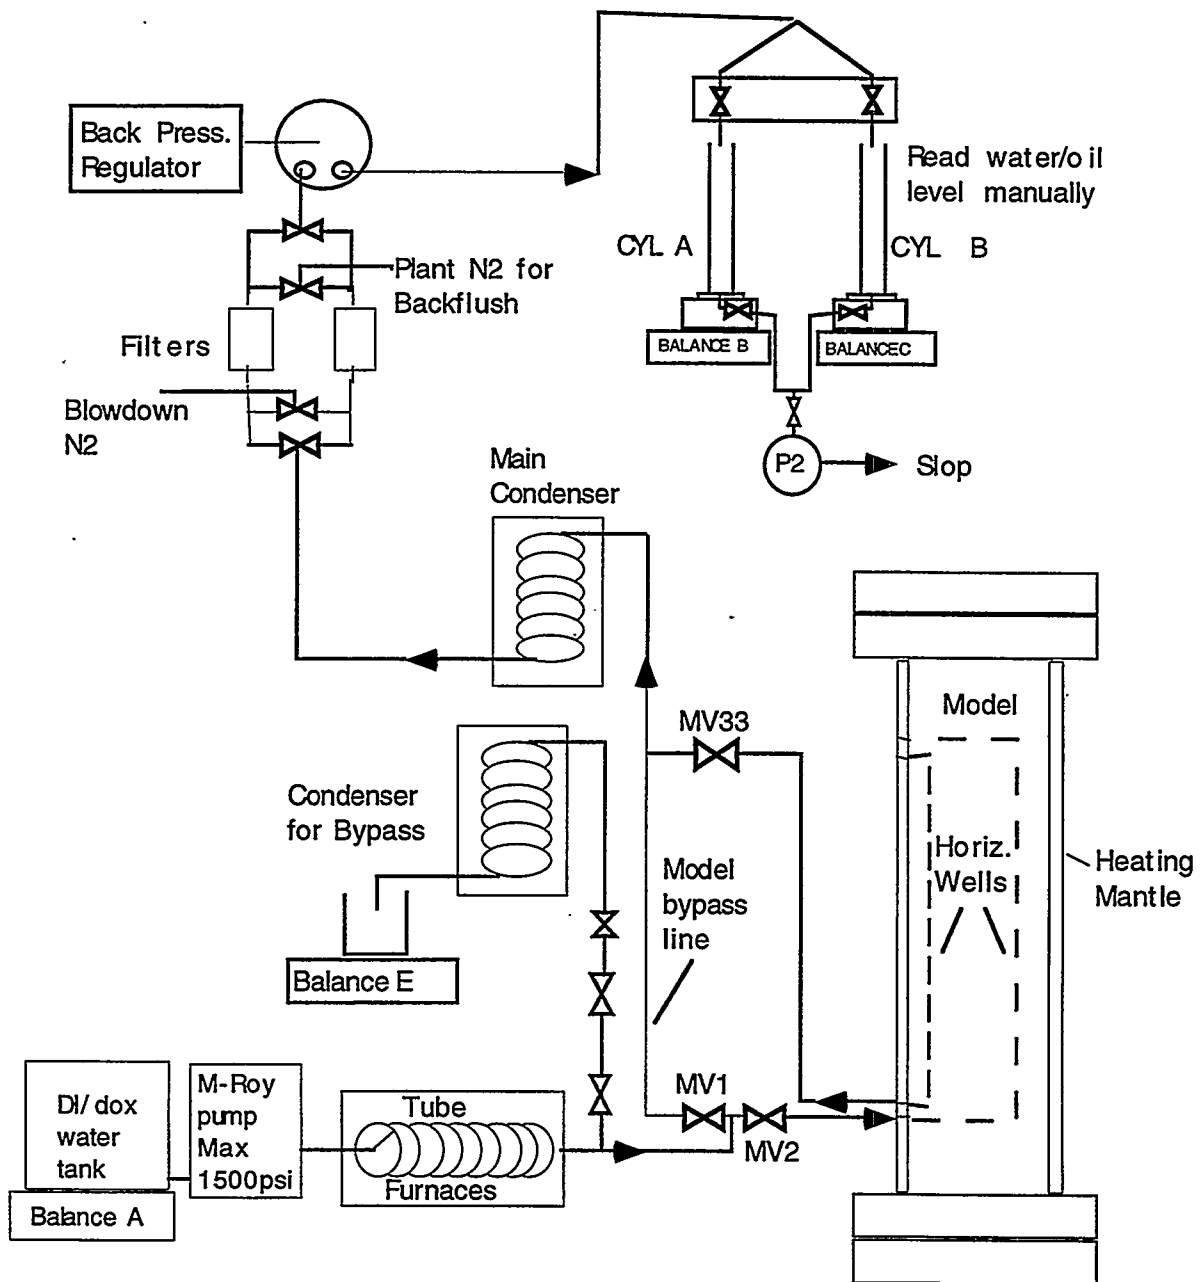 Back Press.
Regulator
Read water/oil
level manually
CYL A
CYL B
Plant N2 for
Backflush
Filters
BALANCE B
BALANCEC
Blowdown
N2
P2
Slop
Main
Condenser
Model
MV33
Condenser
for Bypass
Horiz.
Wells
Heating
Mantle
Model
bypass
line
Balance E
M-Roy
pump
Max
1500psi
DI/dox
water
tank
Tube
Furnaces
MV1
MV2
Balance A